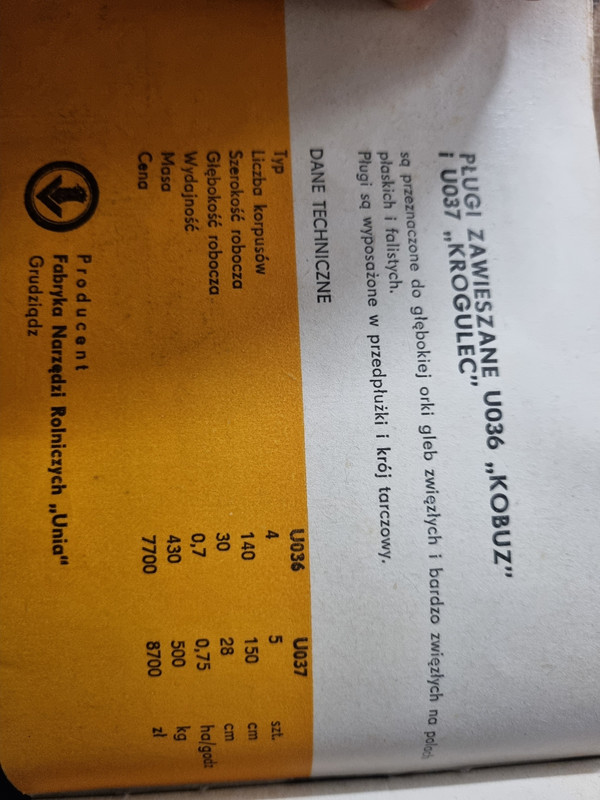 PŁUGI ZAWIESZANE U036 „KOBUZ”
i U037 „KROGULEC”
są przeznaczone do głębokiej orki gleb zwięzłych i bardzo zwięzłych na polach
płaskich i falistych.
Pługi są wyposażone w przedpłużki i krój tarczowy.
DANE TECHNICZNE
Typ U036 U037
Liczba korpusów 4 5 szt.
Szerokość robocza 140 150 cm
Głębokość robocza 30 28 cm
Wydajność 0,7 0,75 ha/godz
Masa 430 500 kg
Cena 7700 8700 zł
Producent
Fabryka Narzędzi Rolniczych „Unia”
Grudziądz